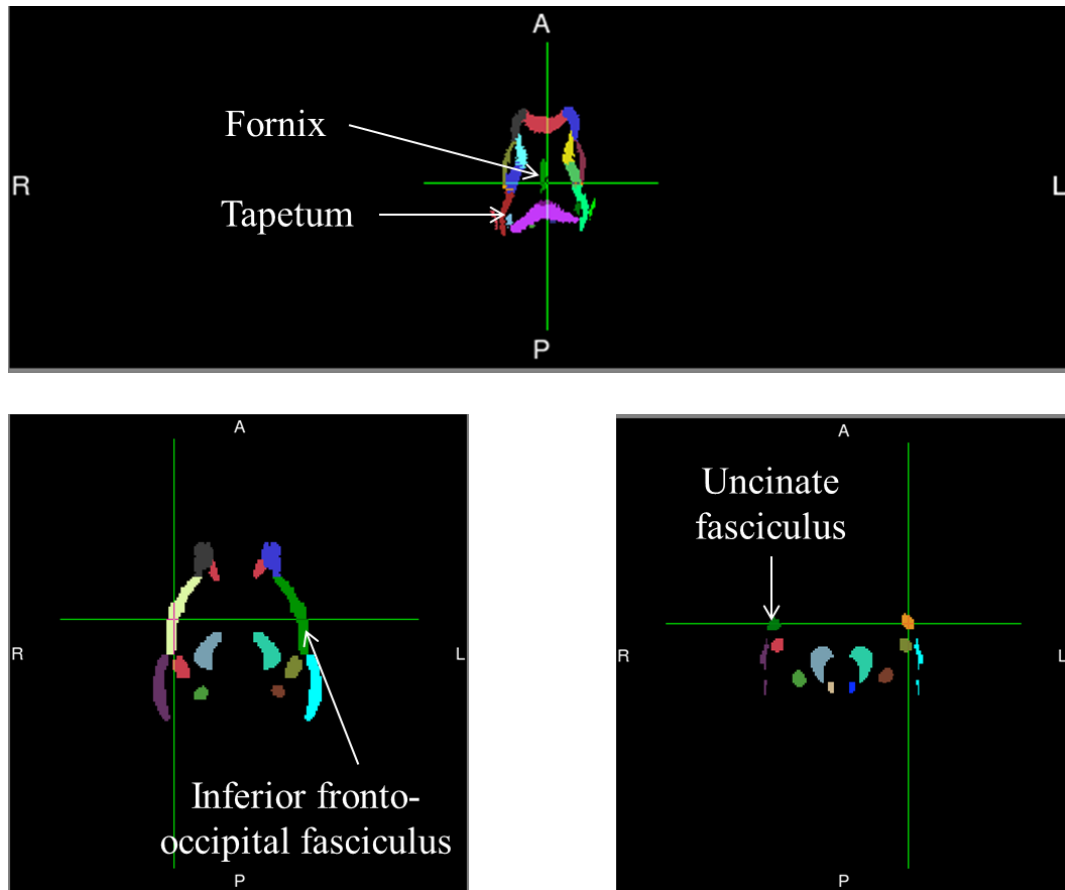 A
Fornix
R
L
Tapetum
P
A
R
L
Inferior fronto-
occipital fasciculus
P
A
Uncinate
fasciculus
R
L
P